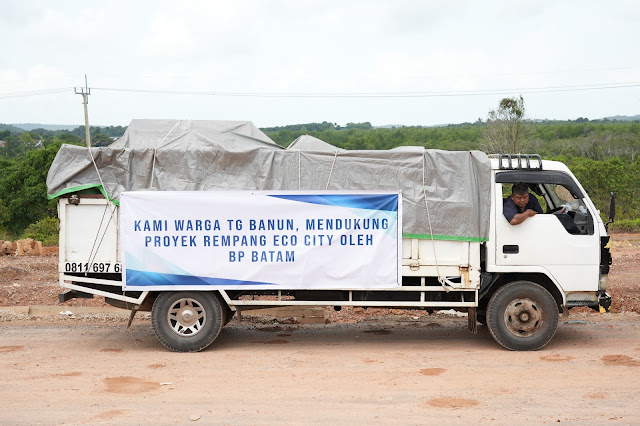 KAMI WARGA TG BANUN, MENDUKUNG
PROYEK REMPANG ECO CITY OLEH
BP BATAM
0811/697